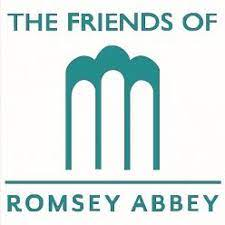 THE FRIENDS OF
ROMSEY ABBEY